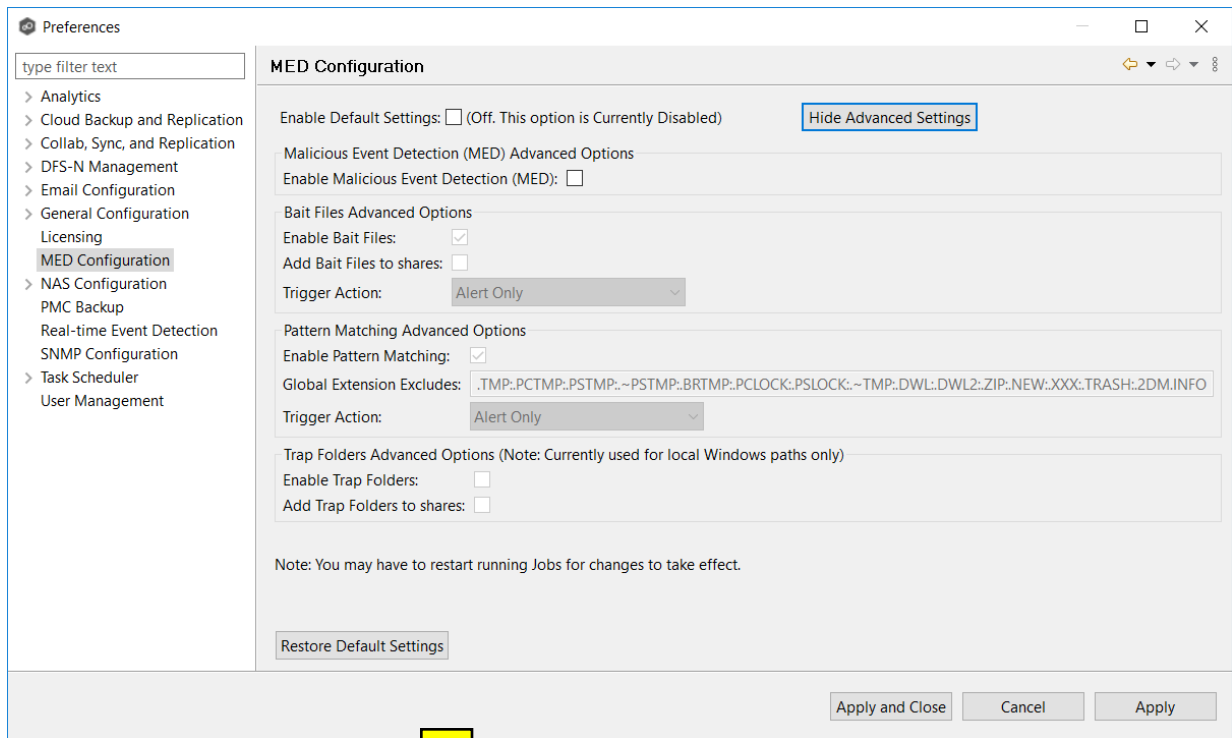 Preferences
type filter text
Analytics
Cloud Backup and Replication
Collab, Sync, and Replication
DFS-N Management
Email Configuration
General Configuration
Licensing
MED Configuration
NAS Configuration
PMC Backup
Real-time Event Detection
SNMP Configuration
Task Scheduler
User Management
MED Configuration
Enable Default Settings: (Off. This option is Currently Disabled) Hide Advanced Settings
Malicious Event Detection (MED) Advanced Options
Enable Malicious Event Detection (MED):
Bait Files Advanced Options
Enable Bait Files:
Add Bait Files to shares:
Trigger Action: Alert Only
Pattern Matching Advanced Options
Enable Pattern Matching:
Global Extension Excludes: .TMP:.PCTMP:.PSTMP:.~PSTMP:.BRTMP:.PCLOCK:.PSLOCK:.~TMP:.DWL:.DWL2:.ZIP:.NEW:.XXX:.TRASH:.2DM.INFO
Trigger Action: Alert Only
Trap Folders Advanced Options (Note: Currently used for local Windows paths only)
Enable Trap Folders:
Add Trap Folders to shares:
Note: You may have to restart running Jobs for changes to take effect.
Restore Default Settings
Apply and Close Cancel Apply